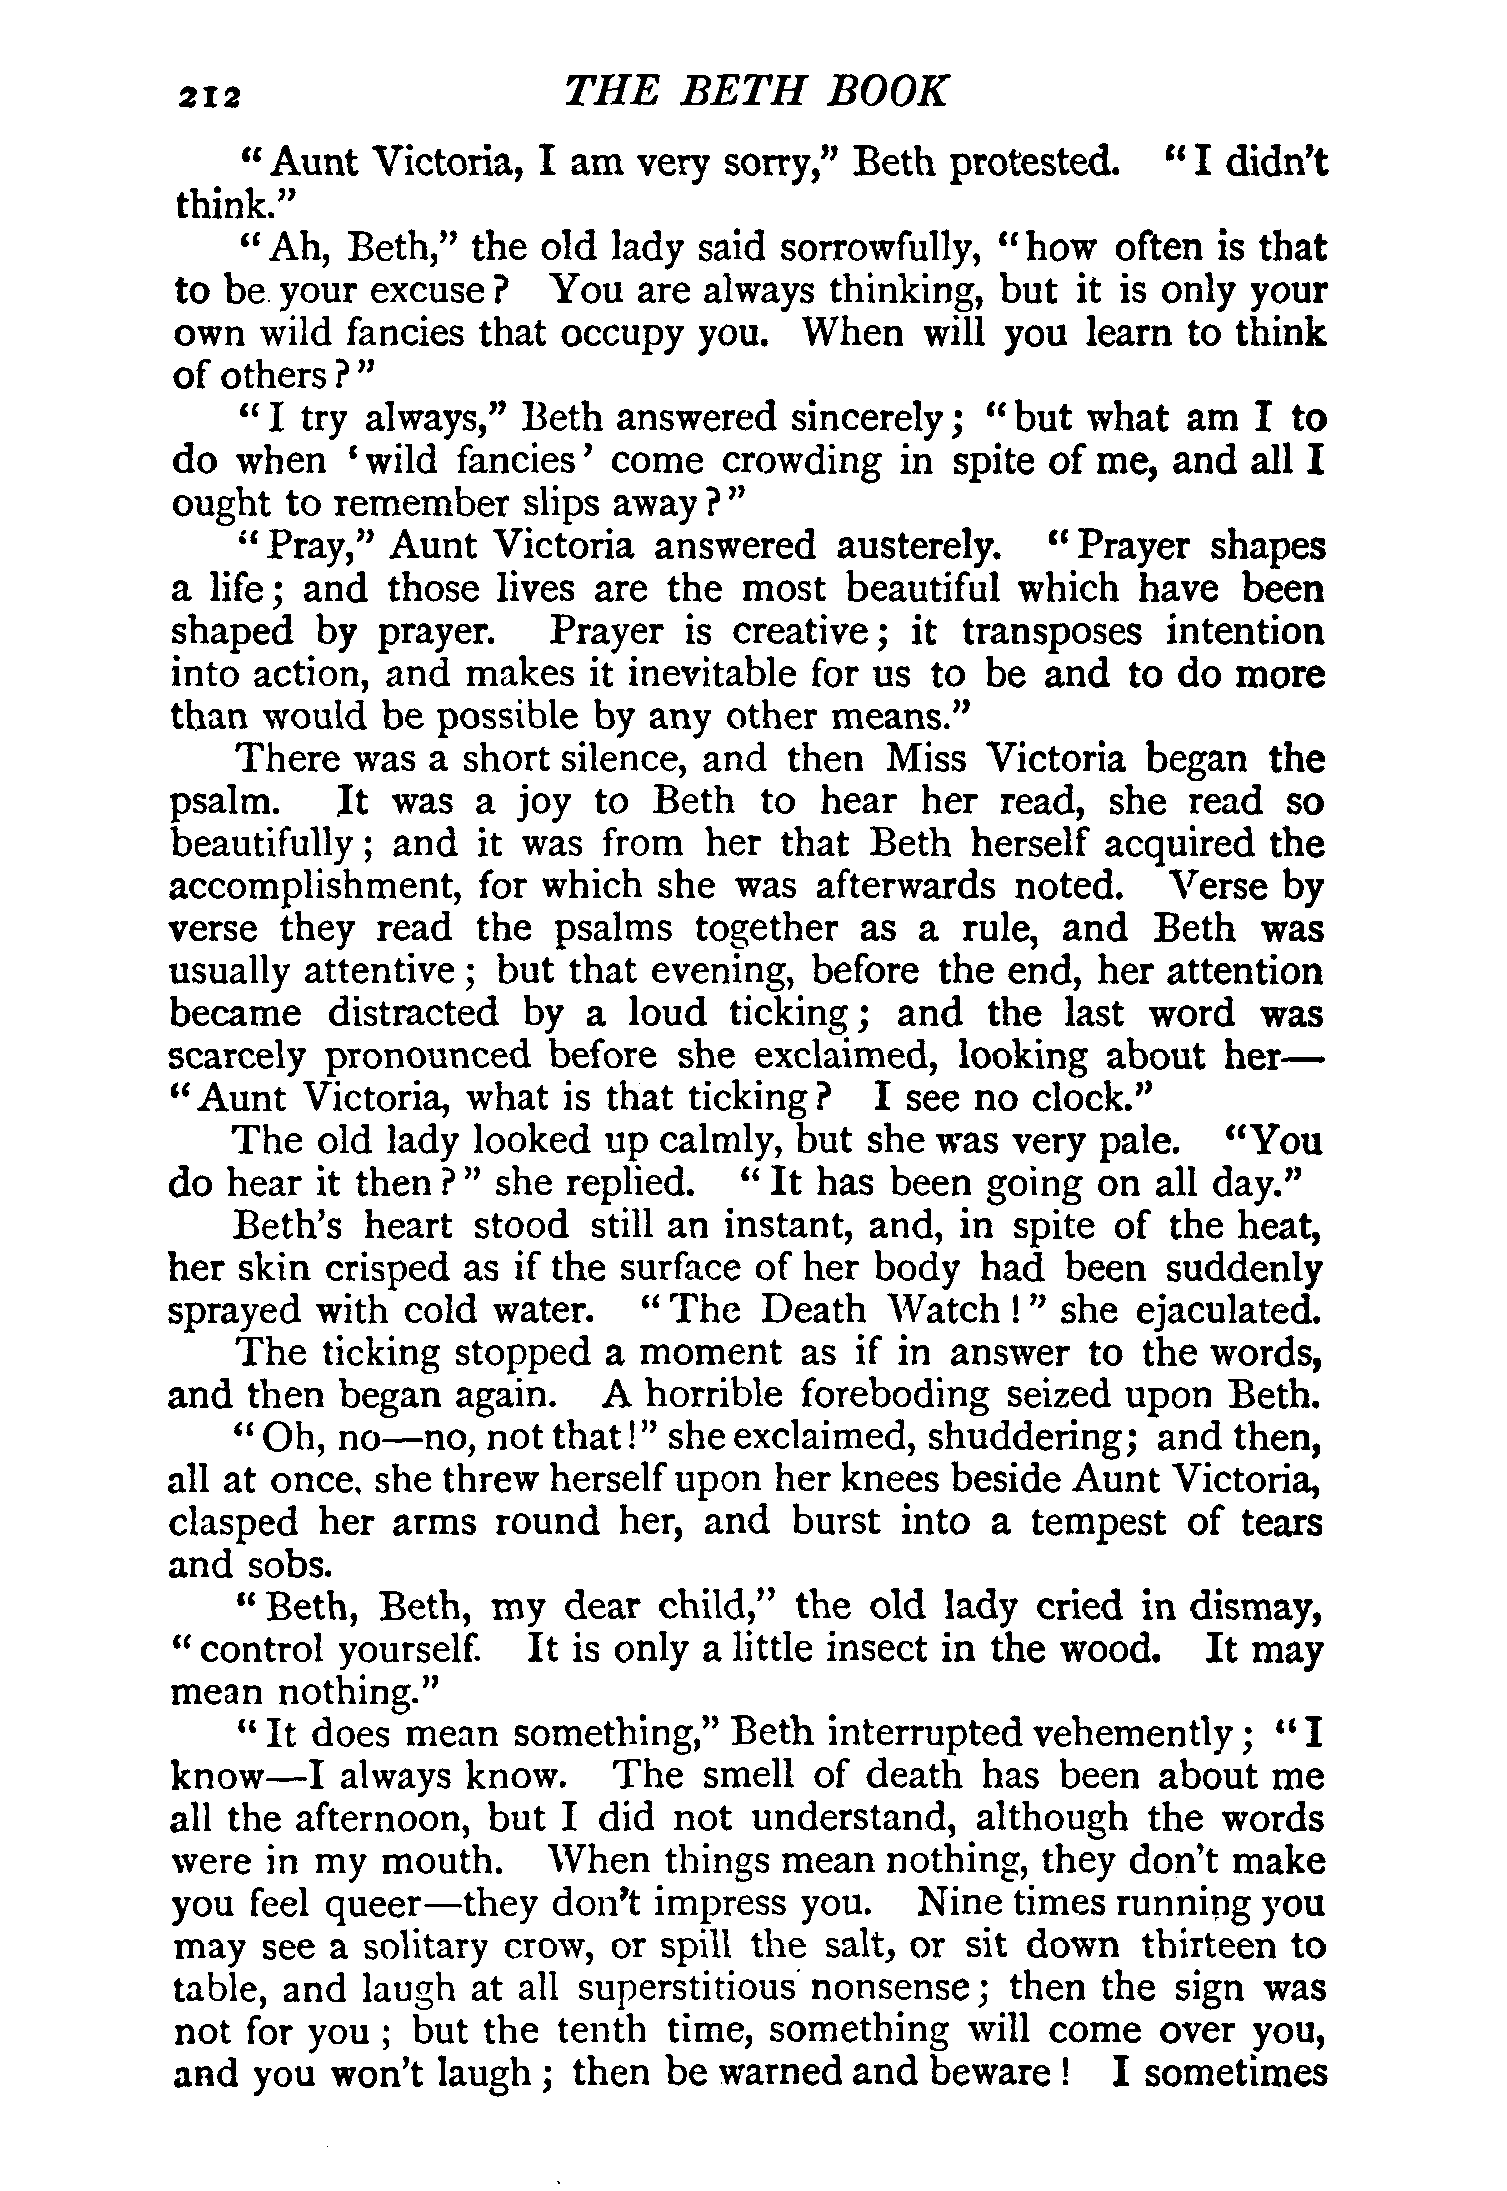 212 THE BETH BOOK
“Aunt Victoria, I am very sorry,” Beth protested. “I didn’t
think.”
“Ah, Beth,” the old lady said sorrowfully, “how often is that
to be your excuse? You are always thinking, but it is only your
own wild fancies that occupy you. When will you learn to think
of others?”
“I try always,” Beth answered sincerely; “but what am I to
do when ‘wild fancies’ come crowding in spite of me, and all I
ought to remember slips away?”
“Pray,” Aunt Victoria answered austerely. “Prayer shapes
a life; and those lives are the most beautiful which have been
shaped by prayer. Prayer is creative; it transposes intention
into action, and makes it inevitable for us to be and to do more
than would be possible by any other means.”
There was a short silence, and then Miss Victoria began the
psalm. It was a joy to Beth to hear her read, she read so
beautifully; and it was from her that Beth herself acquired the
accomplishment, for which she was afterwards noted. Verse by
verse they read the psalms together as a rule, and Beth was
usually attentive; but that evening, before the end, her attention
became distracted by a loud ticking; and the last word was
scarcely pronounced before she exclaimed, looking about her—
“Aunt Victoria, what is that ticking? I see no clock.”
The old lady looked up calmly, but she was very pale. “You
do hear it then?” she replied. “It has been going on all day.”
Beth’s heart stood still an instant, and, in spite of the heat,
her skin crisped as if the surface of her body had been suddenly
sprayed with cold water. “The Death Watch!” she ejaculated.
The ticking stopped a moment as if in answer to the words,
and then began again. A horrible foreboding seized upon Beth.
“Oh, no—no, not that!” she exclaimed, shuddering; and then,
all at once, she threw herself upon her knees beside Aunt Victoria,
clasped her arms round her, and burst into a tempest of tears
and sobs.
“Beth, Beth, my dear child,” the old lady cried in dismay,
“control yourself. It is only a little insect in the wood. It may
mean nothing.”
“It does mean something,” Beth interrupted vehemently; “I
know—I always know. The smell of death has been about me
all the afternoon, but I did not understand, although the words
were in my mouth. When things mean nothing, they don’t make
you feel queer—they don’t impress you. Nine times running you
may see a solitary crow, or spill the salt, or sit down thirteen to
table, and laugh at all superstitious nonsense; then the sign was
not for you; but the tenth time, something will come over you,
and you won’t laugh; then be warned and beware! I sometimes